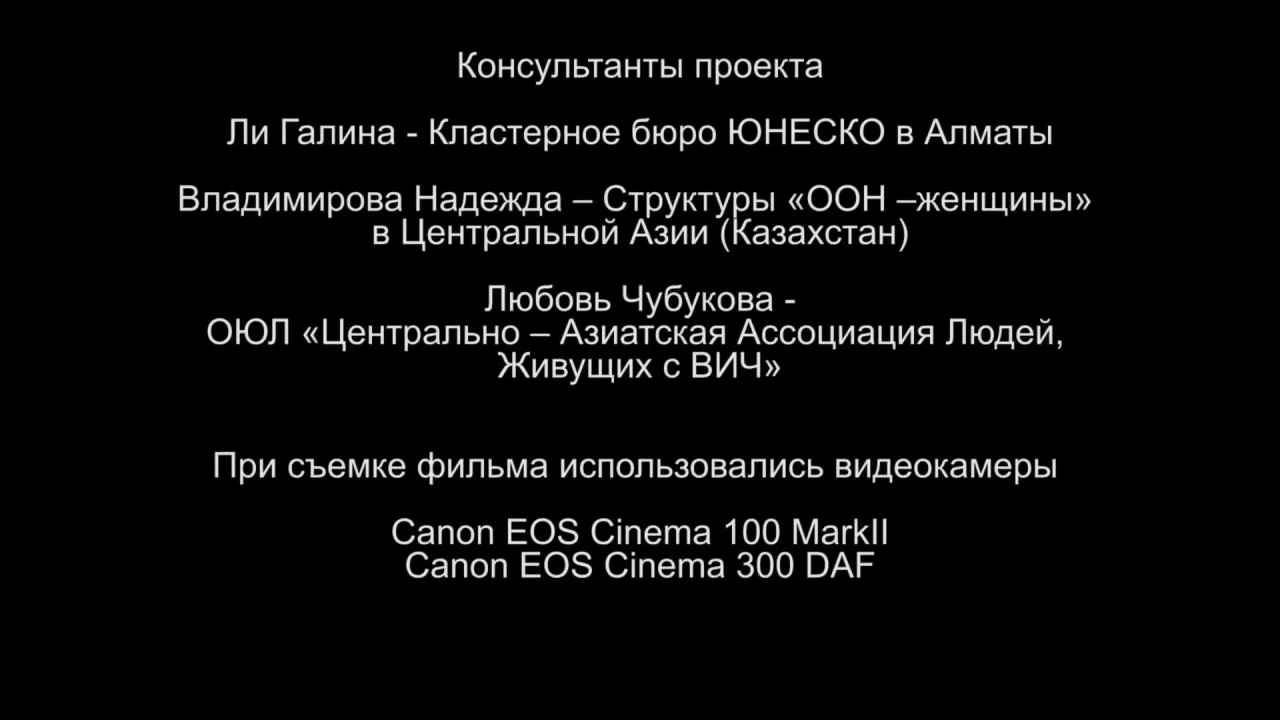 Консультанты проекта
Ли Галина - Кластерное бюро ЮНЕСКО в Алматы
Владимирова Надежда – Структуры «ООН –женщины»
в Центральной Азии (Казахстан)
Любовь Чубукова -
ОЮЛ «Центрально – Азиатская Ассоциация Людей,
Живущих с ВИЧ»
При съемке фильма использовались видеокамеры
Canon EOS Cinema 100 MarkII
Canon EOS Cinema 300 DAF